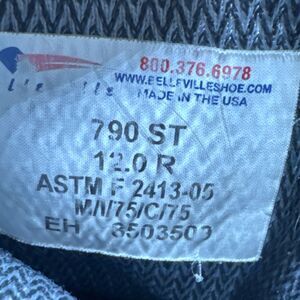 800.376.6978
WWW.BELLEVILLESHOE.COM
MADE IN THE USA
790 ST
12.0 R
ASTM F 2413-05
M/I/75/C/75
EH 3503503